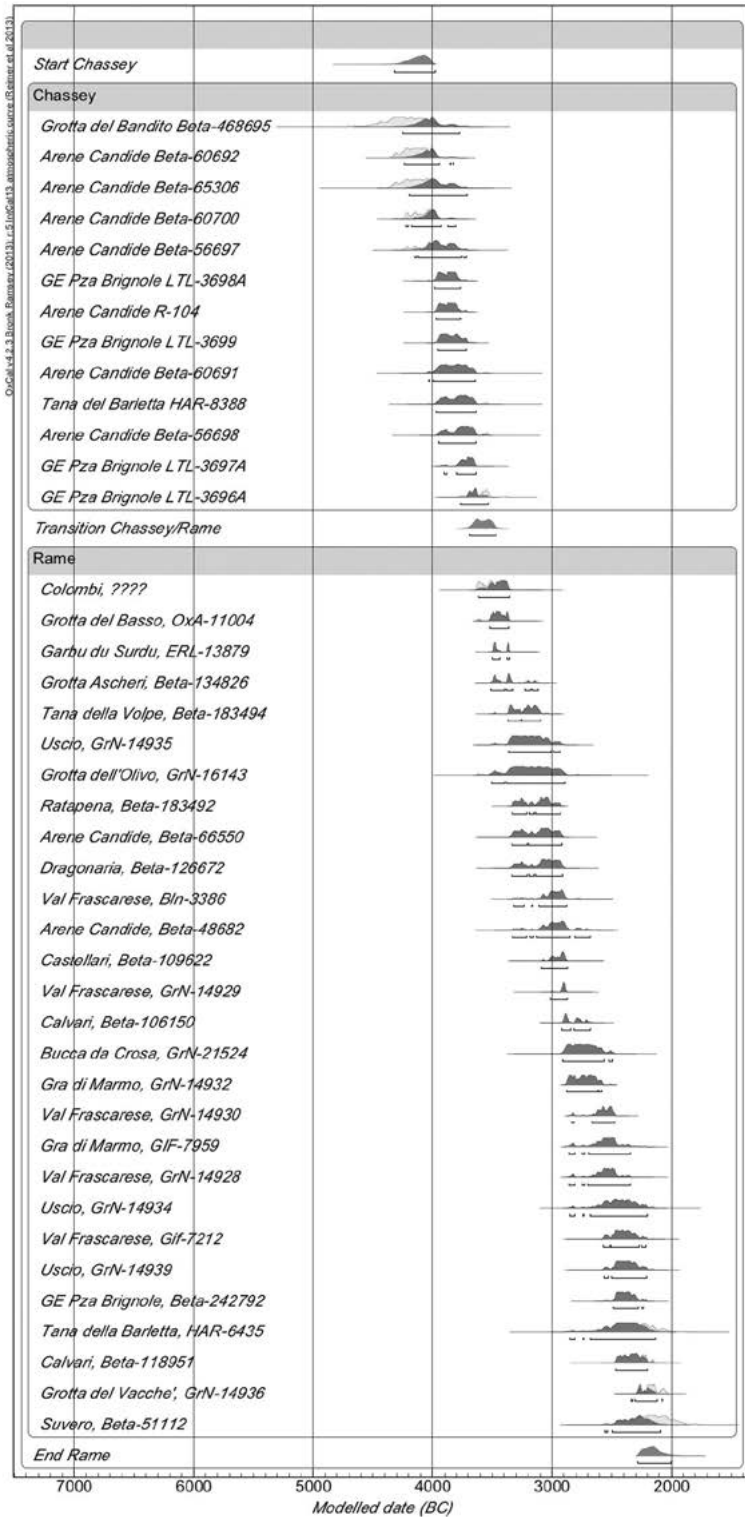 OxCal v4.2.3 Bronk Ramsey (2013); r:5 IntCal13 atmospheric curve (Reimer et al 2013)
Start Chassey
Chassey
Grotta del Bandito Beta-468695
Arene Candide Beta-60692
Arene Candide Beta-65306
Arene Candide Beta-60700
Arene Candide Beta-56697
GE Pza Brignole LTL-3698A
Arene Candide R-104
GE Pza Brignole LTL-3699
Arene Candide Beta-60691
Tana del Barletta HAR-8388
Arene Candide Beta-56698
GE Pza Brignole LTL-3697A
GE Pza Brignole LTL-3696A
Transition Chassey/Rame
Rame
Colombi, ????
Grotta del Basso, OxA-11004
Garbu du Surdu, ERL-13879
Grotta Ascheri, Beta-134826
Tana della Volpe, Beta-183494
Uscio, GrN-14935
Grotta dell'Olivo, GrN-16143
Ratapena, Beta-183492
Arene Candide, Beta-66550
Dragonaria, Beta-126672
Val Frascarese, Bln-3386
Arene Candide, Beta-48682
Castellari, Beta-109622
Val Frascarese, GrN-14929
Calvari, Beta-106150
Bucca da Crosa, GrN-21524
Gra di Marmo, GrN-14932
Val Frascarese, GrN-14930
Gra di Marmo, GIF-7959
Val Frascarese, GrN-14928
Uscio, GrN-14934
Val Frascarese, Gif-7212
Uscio, GrN-14939
GE Pza Brignole, Beta-242792
Tana della Barletta, HAR-6435
Calvari, Beta-118951
Grotta del Vacche', GrN-14936
Suvero, Beta-51112
End Rame
7000 6000 5000 4000 3000 2000
Modelled date (BC)